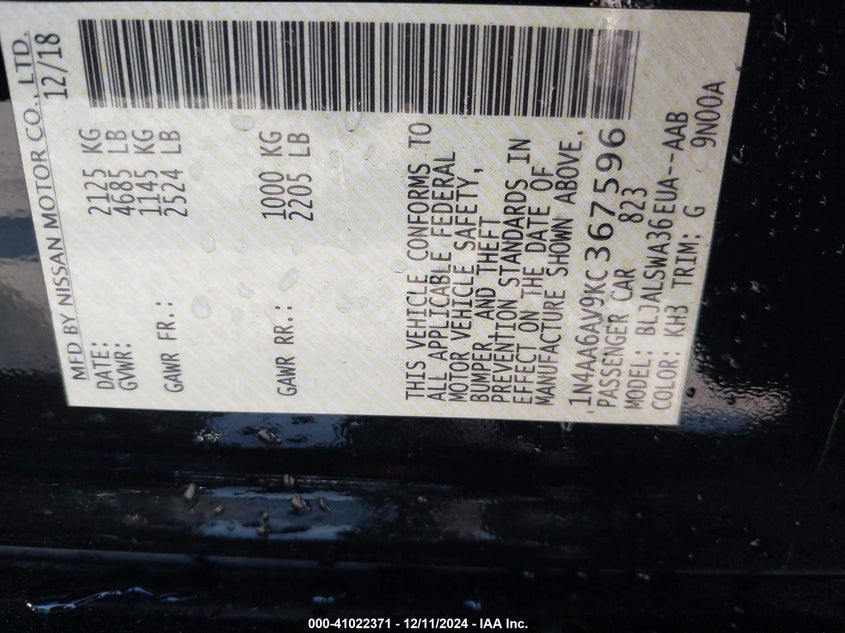 MFD BY NISSAN MOTOR CO., LTD.
DATE: 12/18
GVWR: 2125 KG
4685 LB
GAWR FR.: 1145 KG
2524 LB
GAWR RR.: 1000 KG
2205 LB
THIS VEHICLE CONFORMS TO
ALL APPLICABLE FEDERAL
MOTOR VEHICLE SAFETY,
BUMPER, AND THEFT
PREVENTION STANDARDS IN
EFFECT ON THE DATE OF
MANUFACTURE SHOWN ABOVE.
1N4AA6AV9KC367596
PASSENGER CAR 823
MODEL: BLJALSWA36EUA--AAB
COLOR: KH3 TRIM: G 9N00A
000-41022371 - 12/11/2024 - IAA Inc.